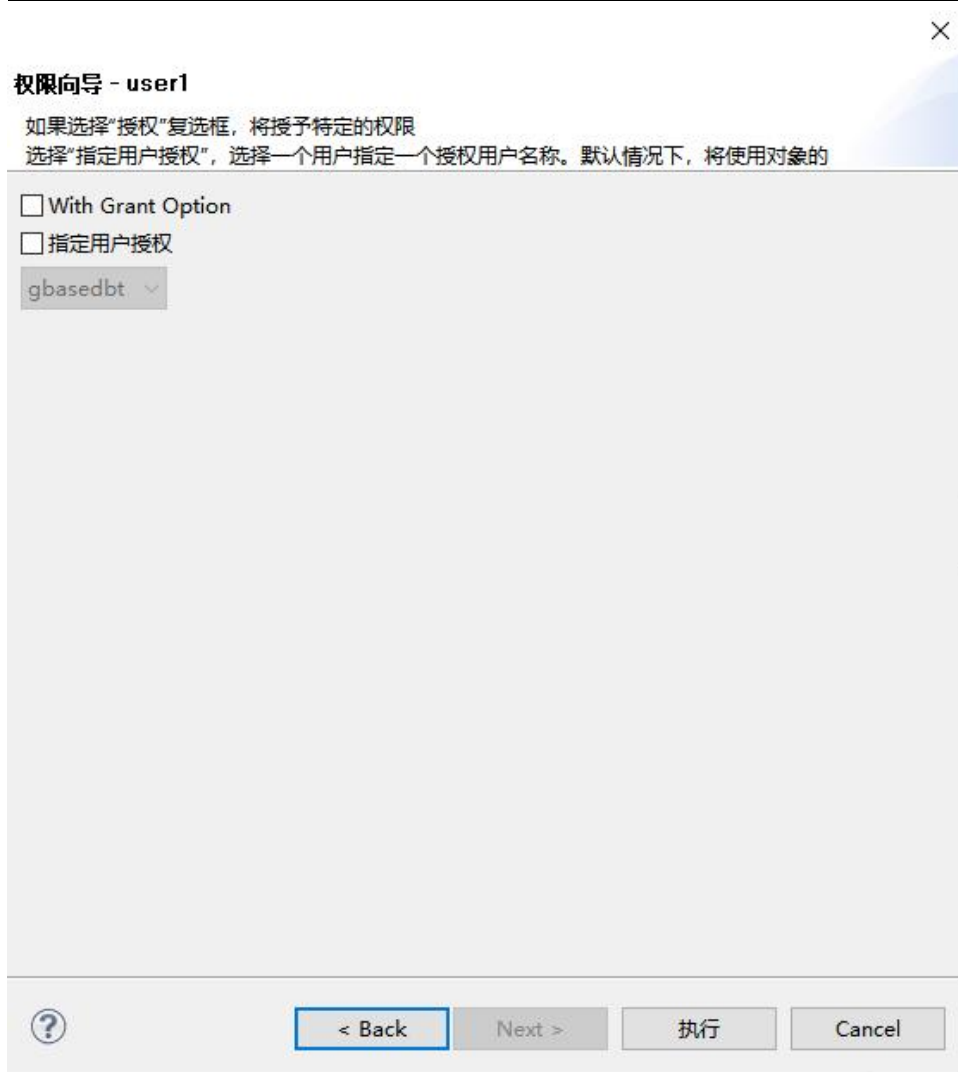 权限向导 - user1
如果选择“授权”复选框，将授予特定的权限
选择“指定用户授权”，选择一个用户指定一个授权用户名称。默认情况下，将使用对象的
With Grant Option
指定用户授权
gbasedbt
< Back Next > 执行 Cancel